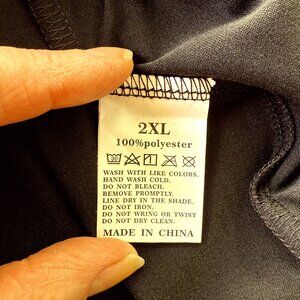 2XL
100%polyester
WASH WITH LIKE COLORS.
HAND WASH COLD.
DO NOT BLEACH.
REMOVE PROMPTLY.
LINE DRY IN THE SHADE.
DO NOT IRON.
DO NOT WRING OR TWIST
DO NOT DRY CLEAN.
MADE IN CHINA